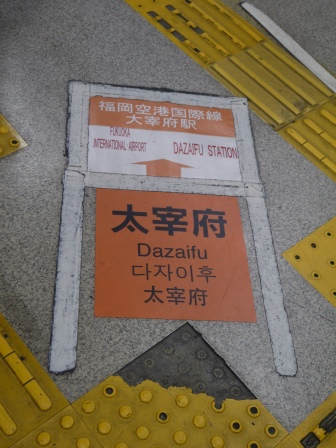 福岡空港国際線
大宰府駅
FUKUOKA
INTERNATIONAL AIRPORT
DAZAIFU STATION
太宰府
Dazaifu
다자이후
太宰府